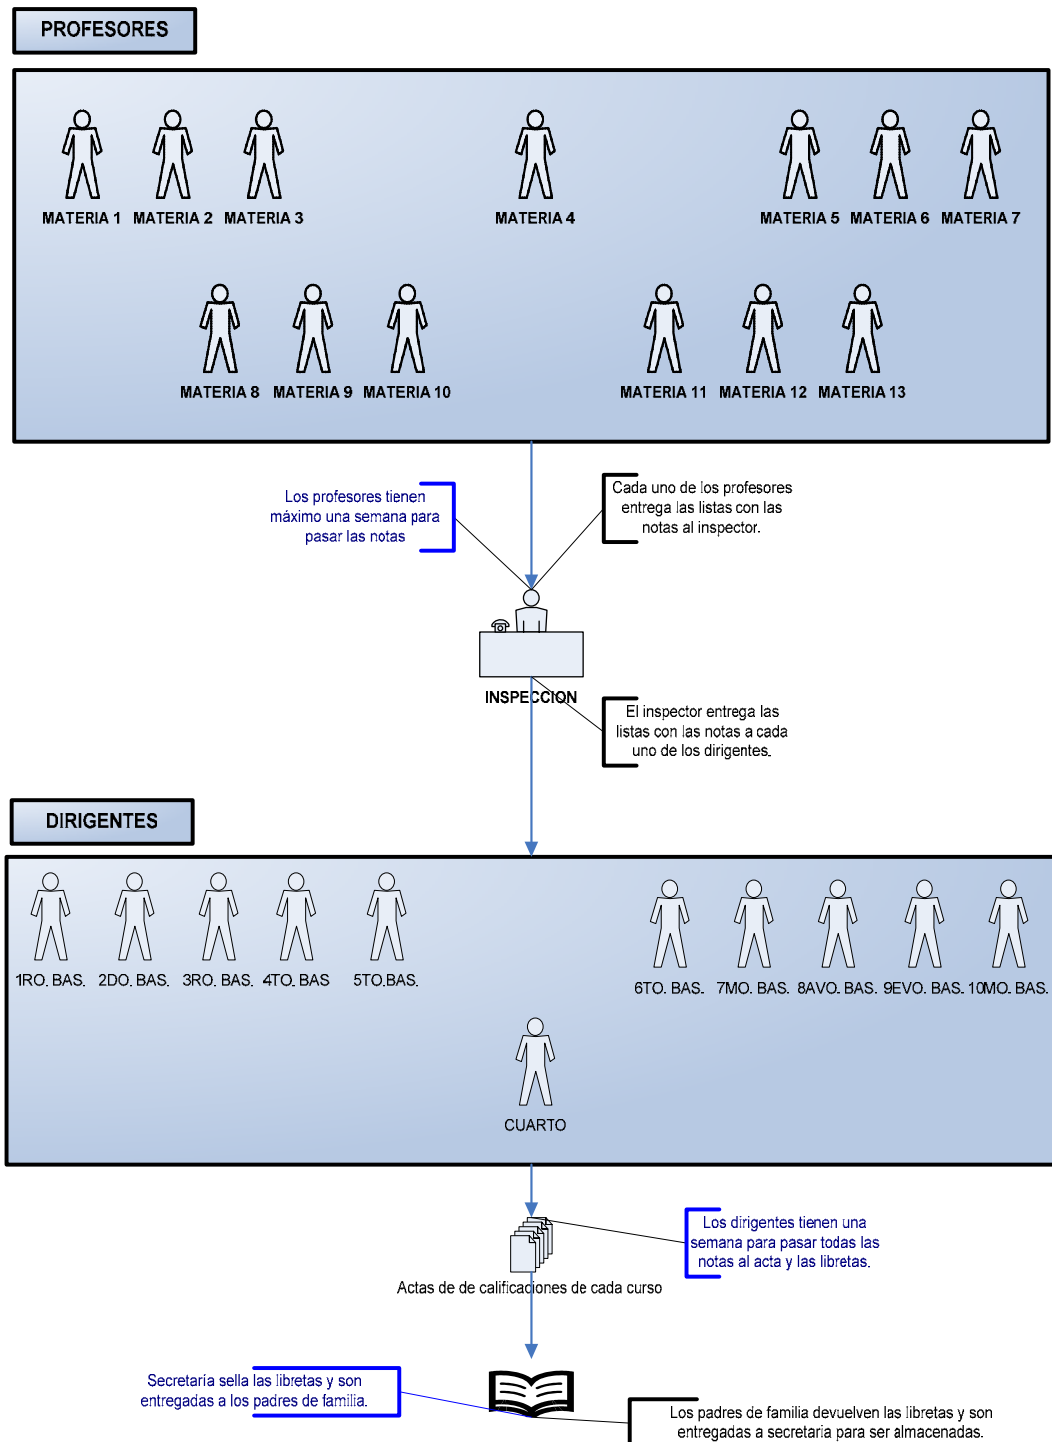 PROFESORES
MATERIA 1
MATERIA 2
MATERIA 3
MATERIA 4
MATERIA 5
MATERIA 6
MATERIA 7
MATERIA 8
MATERIA 9
MATERIA 10
MATERIA 11
MATERIA 12
MATERIA 13
Los profesores tienen
máximo una semana para
pasar las notas
Cada uno de los profesores
entrega las listas con las
notas al inspector.
INSPECCION
El inspector entrega las
listas con las notas a cada
uno de los dirigentes.
DIRIGENTES
1RO. BAS.
2DO. BAS.
3RO. BAS.
4TO. BAS
5TO.BAS.
6TO. BAS.
7MO. BAS.
8AVO. BAS.
9EVO. BAS.
10MO. BAS.
CUARTO
Los dirigentes tienen una
semana para pasar todas las
notas al acta y las libretas.
Actas de de calificaciones de cada curso
Secretaría sella las libretas y son
entregadas a los padres de familia.
Los padres de familia devuelven las libretas y son
entregadas a secretaria para ser almacenadas.